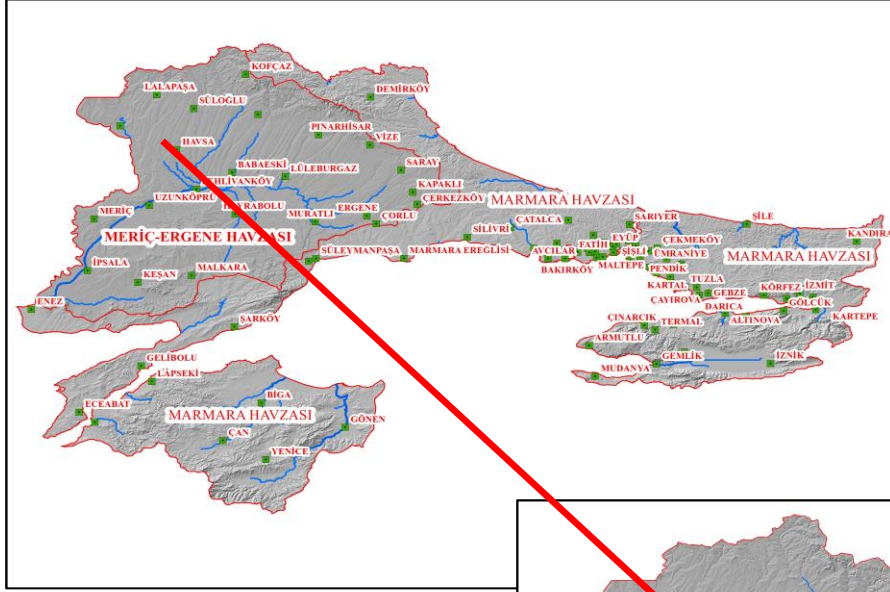 KOFÇAZ
LALAPAŞA
DEMİRKÖY
SÜLOĞLU
PINARHİSAR
VİZE
HAVSA
BABAESKİ
LÜLEBURGAZ
SARAY
EHLİVANKÖY
KAPAKLI
UZUNKÖPRÜ
ÇERKEZKÖY
MARMARA HAVZASI
MERİÇ
MURATLI
ERGENE
ÇORLU
ÇATALCA
SARIYER
ŞİLE
SİLİVRİ
KANDIRA
MERİÇ-ERGENE HAVZASI
EYÜP
ÇEKMEKÖY
AVCILAR
FATİH
ŞİŞLİ
ÜMRANİYE
MARMARA HAVZASI
SÜLEYMANPAŞA
MARMARA EREĞLİSİ
BAKIRKÖY
MALTEPE
PENDİK
İPSALA
KEŞAN
MALKARA
KARTAL
TUZLA
GEBZE
KÖRFEZ
İZMİT
ÇAYIROVA
DARICA
GÖLCÜK
ENEZ
ÇINARCIK
TERMAL
ALTINOVA
KARTEPE
ŞARKÖY
ARMUTLU
GELİBOLU
GEMLİK
İZNİK
LAPSEKİ
MUDANYA
ECEABAT
BİGA
MARMARA HAVZASI
GÖNEN
ÇAN
YENİCE